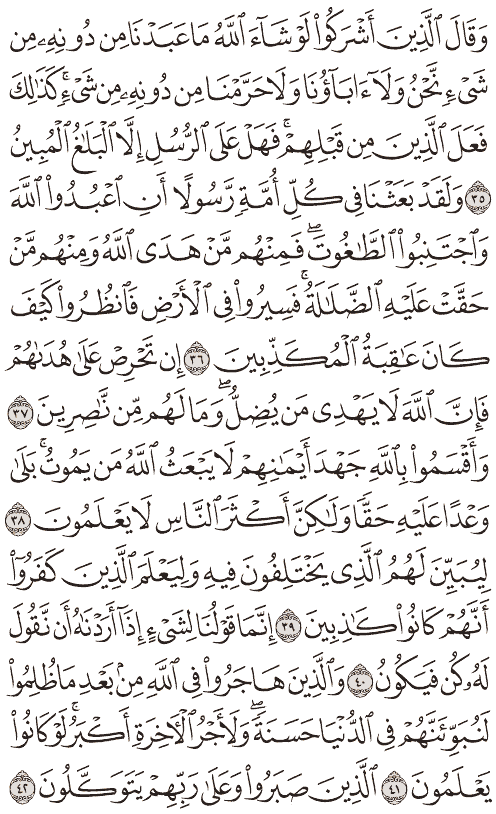 وَقَالَ ٱلَّذِينَ أَشْرَكُوا۟ لَوْ شَآءَ ٱللَّهُ مَا عَبَدْنَا مِن دُونِهِۦ مِن
شَىْءٍ نَّحْنُ وَلَآ ءَابَآؤُنَا وَلَا حَرَّمْنَا مِن دُونِهِۦ مِن شَىْءٍ ۚ كَذَٰلِكَ
فَعَلَ ٱلَّذِينَ مِن قَبْلِهِمْ ۚ فَهَلْ عَلَى ٱلرُّسُلِ إِلَّا ٱلْبَلَٰغُ ٱلْمُبِينُ
٣٥ وَلَقَدْ بَعَثْنَا فِى كُلِّ أُمَّةٍ رَّسُولًا أَنِ ٱعْبُدُوا۟ ٱللَّهَ
وَٱجْتَنِبُوا۟ ٱلطَّٰغُوتَ ۖ فَمِنْهُم مَّنْ هَدَى ٱللَّهُ وَمِنْهُم مَّنْ
حَقَّتْ عَلَيْهِ ٱلضَّلَٰلَةُ ۚ فَسِيرُوا۟ فِى ٱلْأَرْضِ فَٱنظُرُوا۟ كَيْفَ
كَانَ عَٰقِبَةُ ٱلْمُكَذِّبِينَ ٣٦ إِن تَحْرِصْ عَلَىٰ هُدَىٰهُمْ
فَإِنَّ ٱللَّهَ لَا يَهْدِى مَن يُضِلُّ ۖ وَمَا لَهُم مِّن نَّٰصِرِينَ ٣٧
وَأَقْسَمُوا۟ بِٱللَّهِ جَهْدَ أَيْمَٰنِهِمْ لَا يَبْعَثُ ٱللَّهُ مَن يَمُوتُ ۚ بَلَىٰ
وَعْدًا عَلَيْهِ حَقًّا وَلَٰكِنَّ أَكْثَرَ ٱلنَّاسِ لَا يَعْلَمُونَ ٣٨
لِيُبَيِّنَ لَهُمُ ٱلَّذِى يَخْتَلِفُونَ فِيهِ وَلِيَعْلَمَ ٱلَّذِينَ كَفَرُوٓا۟
أَنَّهُمْ كَانُوا۟ كَٰذِبِينَ ٣٩ إِنَّمَا قَوْلُنَا لِشَىْءٍ إِذَآ أَرَدْنَٰهُ أَن نَّقُولَ
لَهُۥ كُن فَيَكُونُ ٤٠ وَٱلَّذِينَ هَاجَرُوا۟ فِى ٱللَّهِ مِنۢ بَعْدِ مَا ظُلِمُوا۟
لَنُبَوِّئَنَّهُمْ فِى ٱلدُّنْيَا حَسَنَةً ۖ وَلَأَجْرُ ٱلْءَاخِرَةِ أَكْبَرُ ۚ لَوْ كَانُوا۟
يَعْلَمُونَ ٤١ ٱلَّذِينَ صَبَرُوا۟ وَعَلَىٰ رَبِّهِمْ يَتَوَكَّلُونَ ٤٢